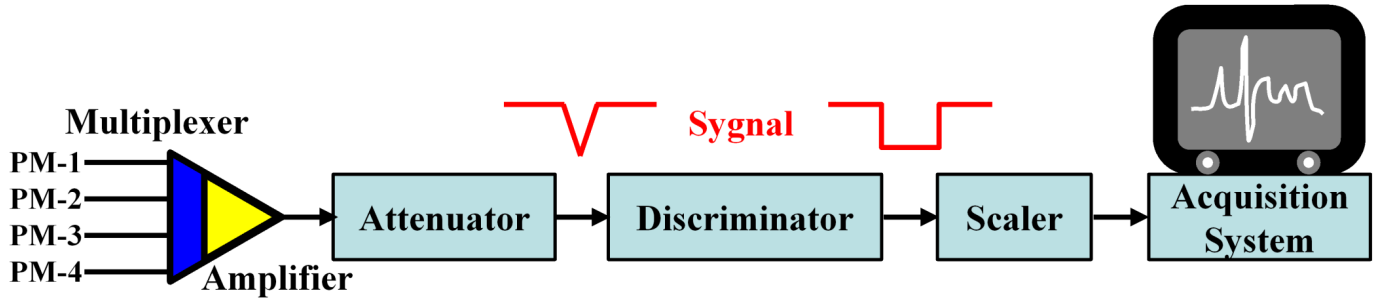 Multiplexer
PM-1
PM-2
PM-3
PM-4
Amplifier
Attenuator
Sygnal
Discriminator
Scaler
Acquisition
System